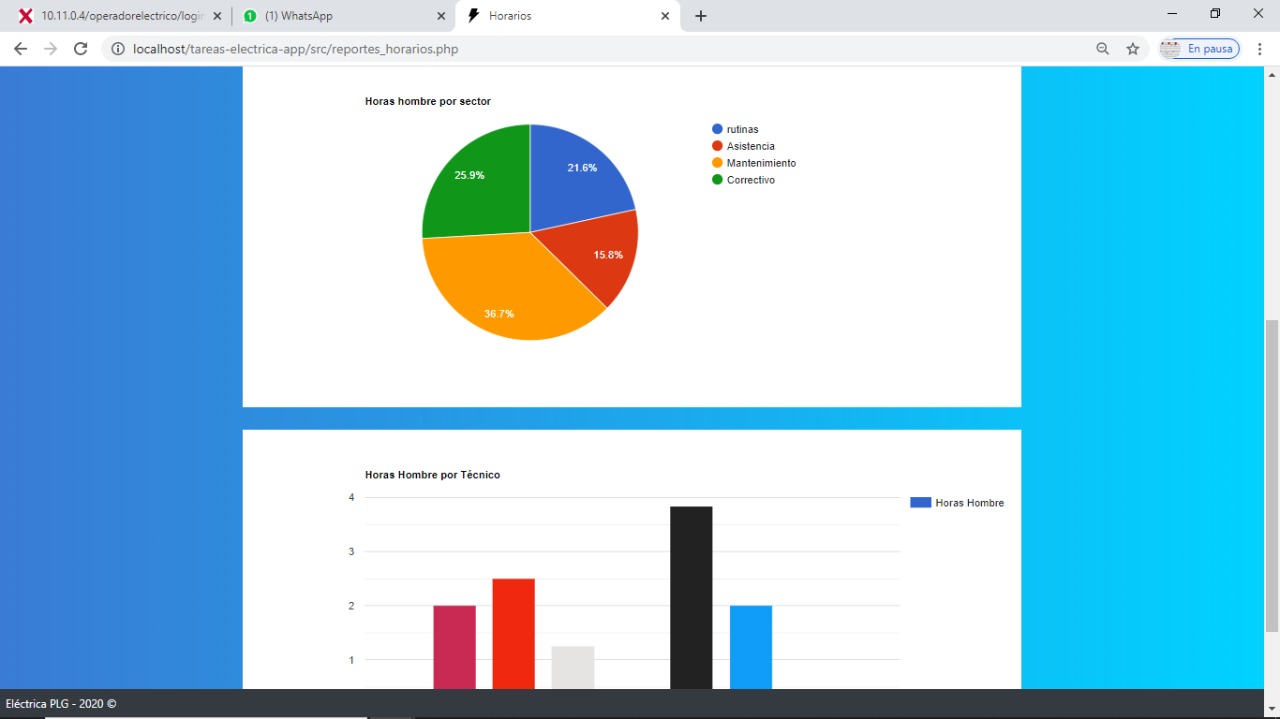 10.11.0.4/operadorelectrico/login
(1) WhatsApp
Horarios
localhost/tareas-electrica-app/src/reportes_horarios.php
En pausa
Horas hombre por sector
rutinas
Asistencia
Mantenimiento
Correctivo
25.9%
21.6%
15.8%
36.7%
Horas Hombre por Técnico
4
3
2
1
Horas Hombre
Eléctrica PLG - 2020 ©